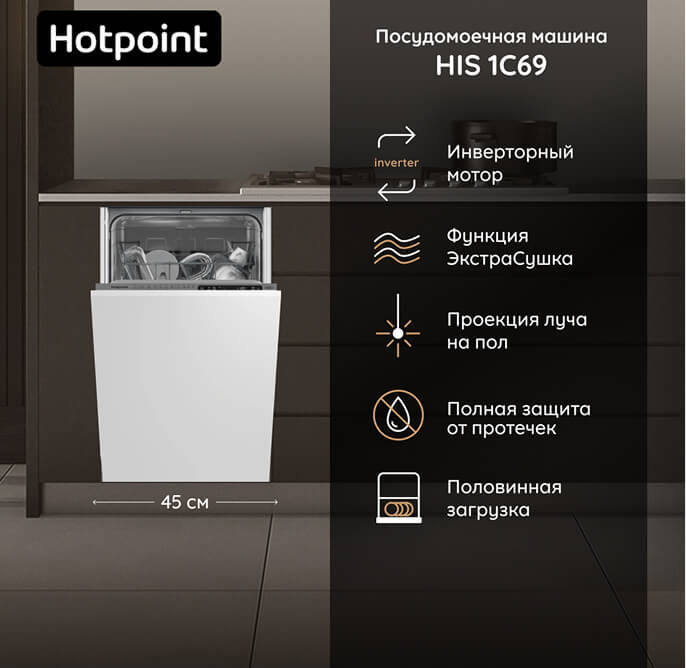 Hotpoint
Посудомоечная машина
HIS 1C69
inverter
Инверторный
мотор
Функция
ЭкстраСушка
Проекция луча
на пол
Полная защита
от протечек
Половинная
загрузка
45 см